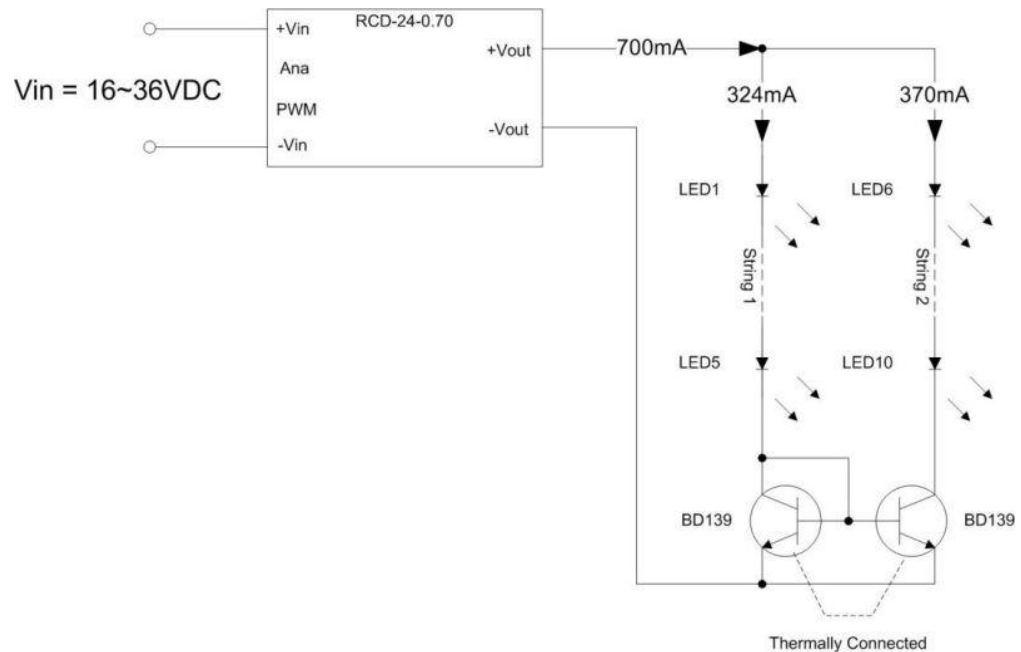 RCD-24-0.70
+Vin
+Vout
700mA
Ana
Vin = 16~36VDC
324mA
370mA
PWM
-Vout
-Vin
LED1
LED6
String 1
String 2
LED5
LED10
BD139
BD139
Thermally Connected